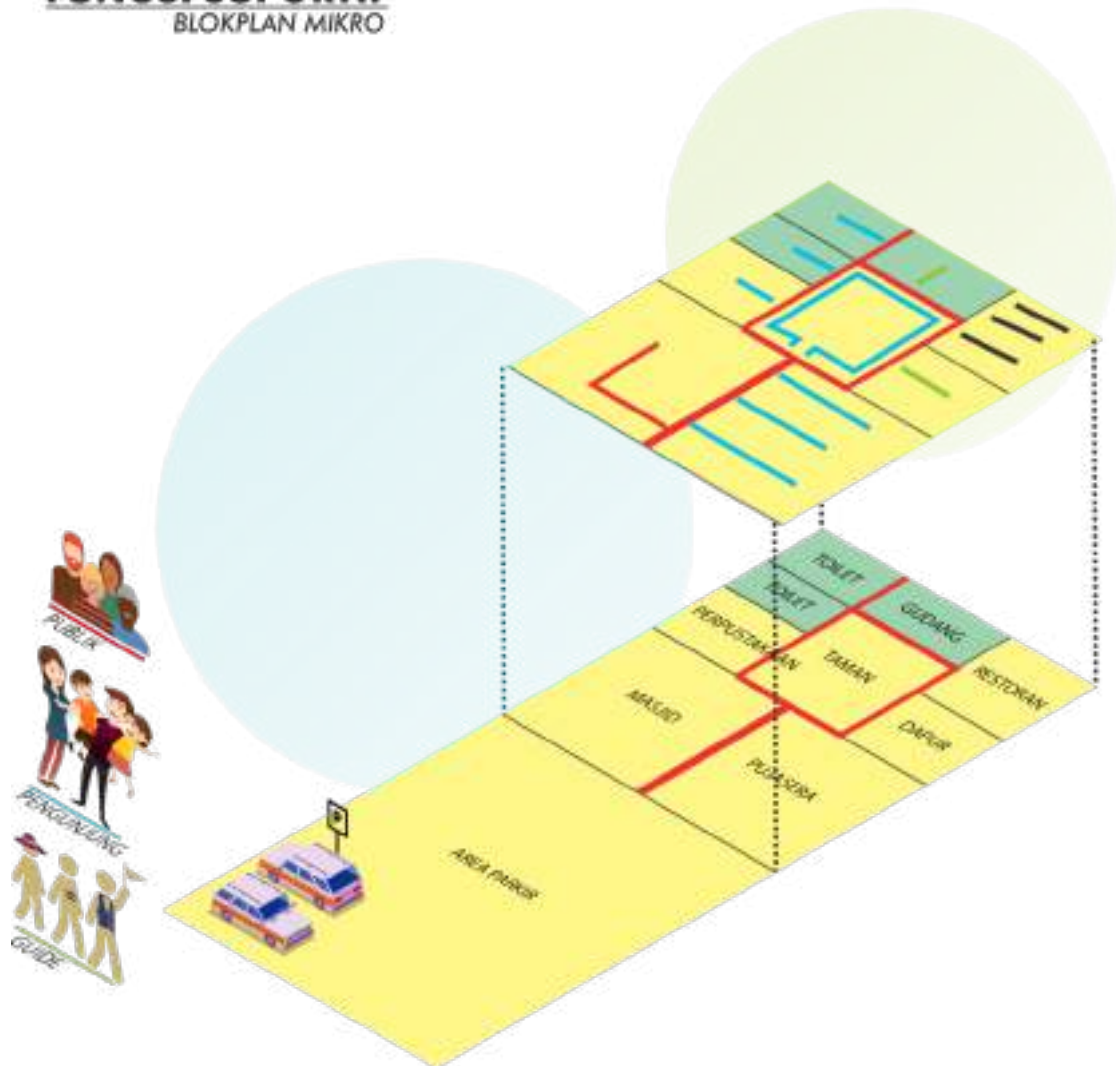 BLOKPLAN MIKRO
TOILET
TOILET
GUDANG
PERPUSTAKAAN
TAMAN
RESTORAN
MASJID
DAPUR
PUJASERA
PUBLIK
PENGUNJUNG
P
AREA PARKIR
GUIDE